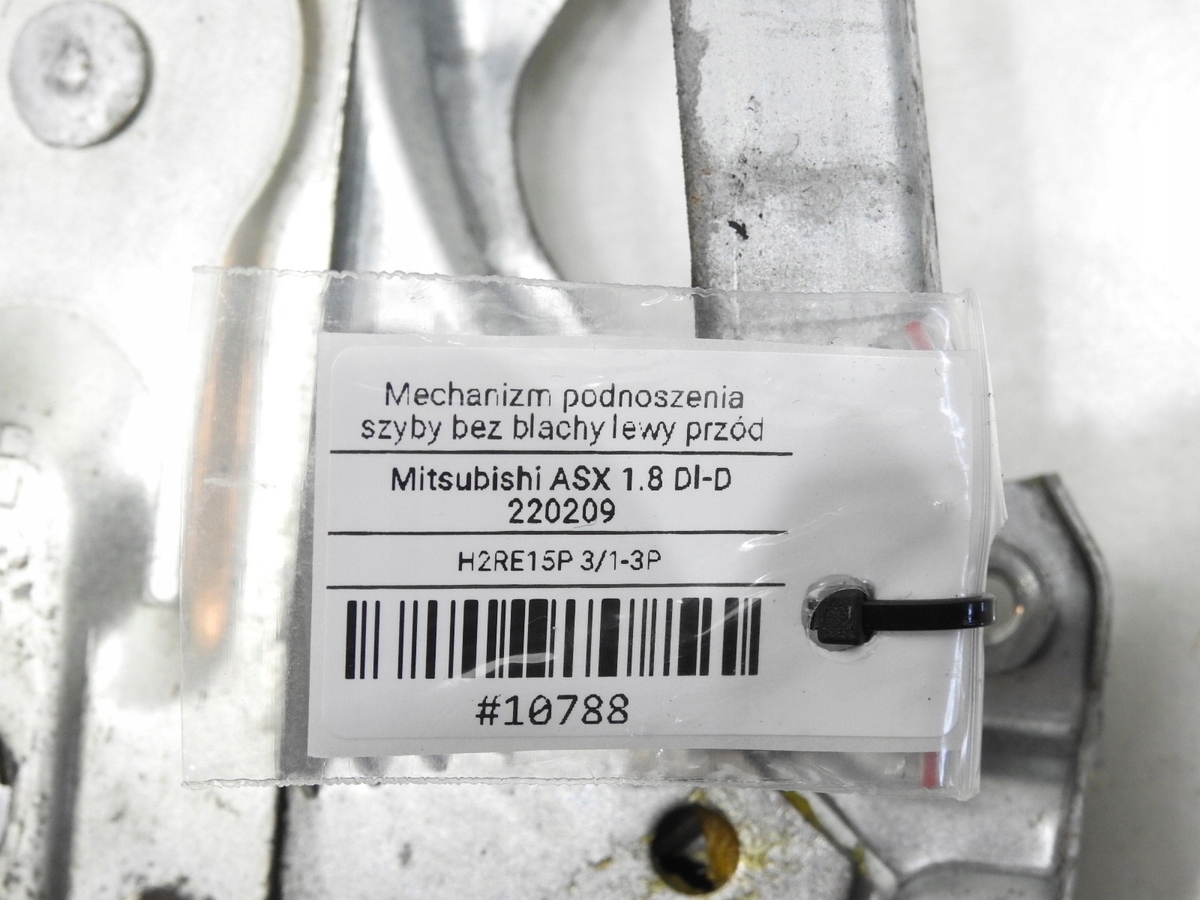 Mechanizm podnoszenia
szyby bez blachy lewy przód
Mitsubishi ASX 1.8 DI-D
220209
H2RE15P 3/1-3P
#10788